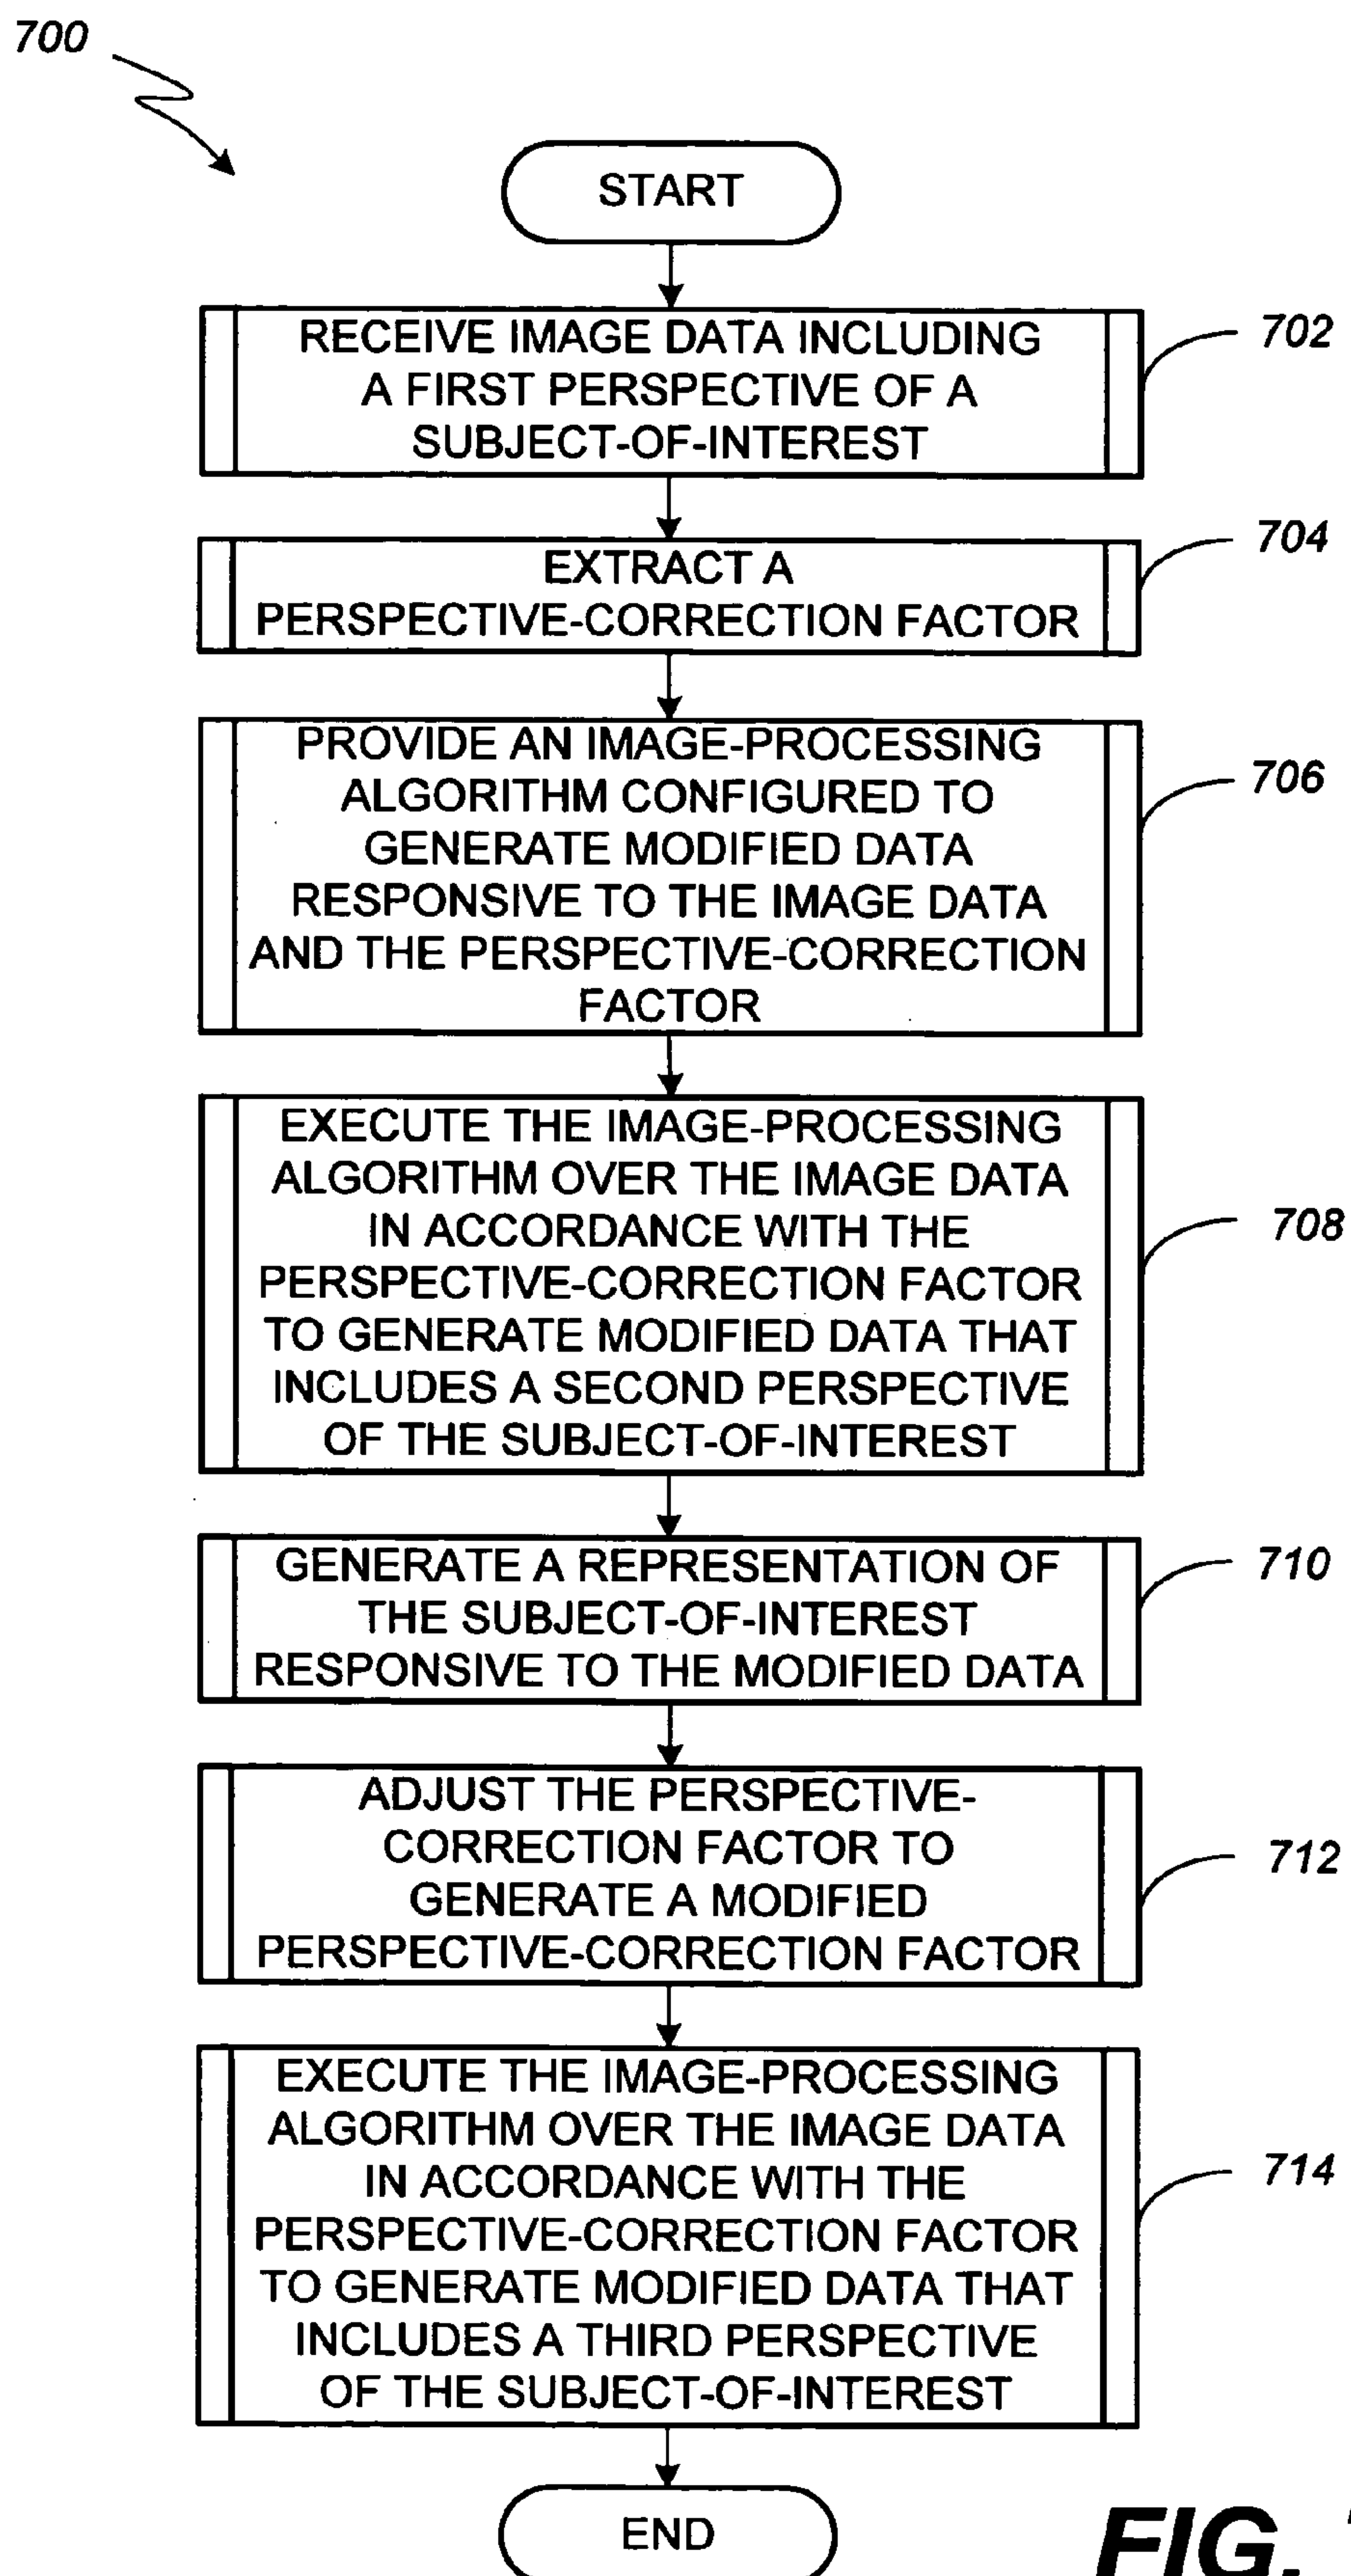 700
START
RECEIVE IMAGE DATA INCLUDING
A FIRST PERSPECTIVE OF A
SUBJECT-OF-INTEREST
702
EXTRACT A
PERSPECTIVE-CORRECTION FACTOR
704
PROVIDE AN IMAGE-PROCESSING
ALGORITHM CONFIGURED TO
GENERATE MODIFIED DATA
RESPONSIVE TO THE IMAGE DATA
AND THE PERSPECTIVE-CORRECTION
FACTOR
706
EXECUTE THE IMAGE-PROCESSING
ALGORITHM OVER THE IMAGE DATA
IN ACCORDANCE WITH THE
PERSPECTIVE-CORRECTION FACTOR
TO GENERATE MODIFIED DATA THAT
INCLUDES A SECOND PERSPECTIVE
OF THE SUBJECT-OF-INTEREST
708
GENERATE A REPRESENTATION OF
THE SUBJECT-OF-INTEREST
RESPONSIVE TO THE MODIFIED DATA
710
ADJUST THE PERSPECTIVE-
CORRECTION FACTOR TO
GENERATE A MODIFIED
PERSPECTIVE-CORRECTION FACTOR
712
EXECUTE THE IMAGE-PROCESSING
ALGORITHM OVER THE IMAGE DATA
IN ACCORDANCE WITH THE
PERSPECTIVE-CORRECTION FACTOR
TO GENERATE MODIFIED DATA THAT
INCLUDES A THIRD PERSPECTIVE
OF THE SUBJECT-OF-INTEREST
714
END
FIG.